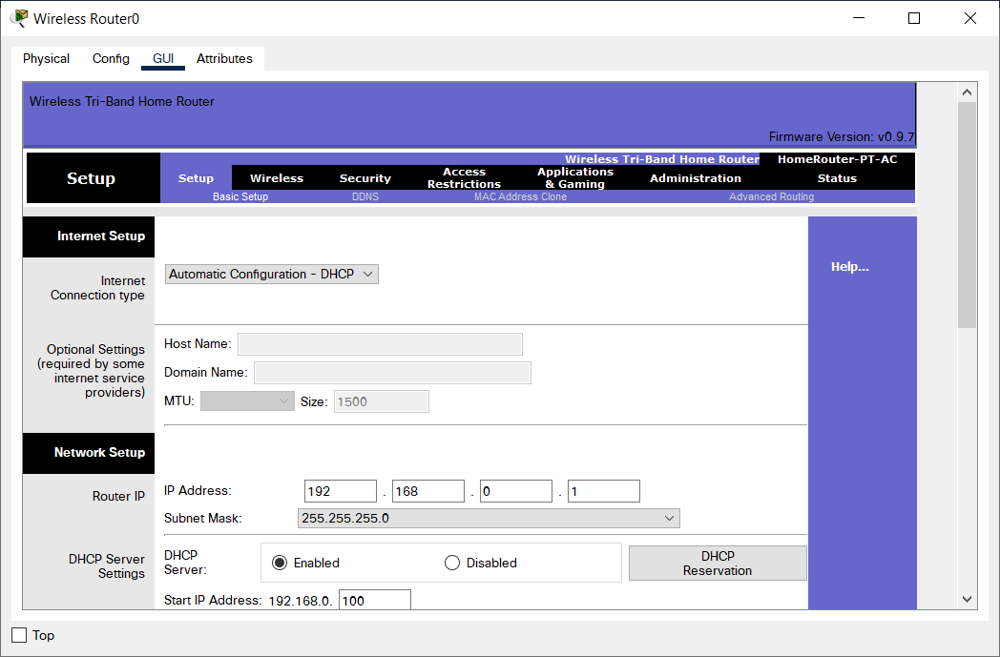 Wireless Router0
Physical Config GUI Attributes
Wireless Tri-Band Home Router
Firmware Version: v0.9.7
Wireless Tri-Band Home Router HomeRouter-PT-AC
Setup
Setup Wireless Security Access Restrictions Applications & Gaming Administration Status
Basic Setup DDNS MAC Address Clone Advanced Routing
Internet Setup
Help...
Internet
Connection type
Automatic Configuration - DHCP
Optional Settings
(required by some
internet service
providers)
Host Name:
Domain Name:
MTU: Size: 1500
Network Setup
Router IP
IP Address: 192 . 168 . 0 . 1
Subnet Mask: 255.255.255.0
DHCP Server
Settings
DHCP
Server:
Enabled Disabled
DHCP
Reservation
Start IP Address: 192.168.0. 100
Top